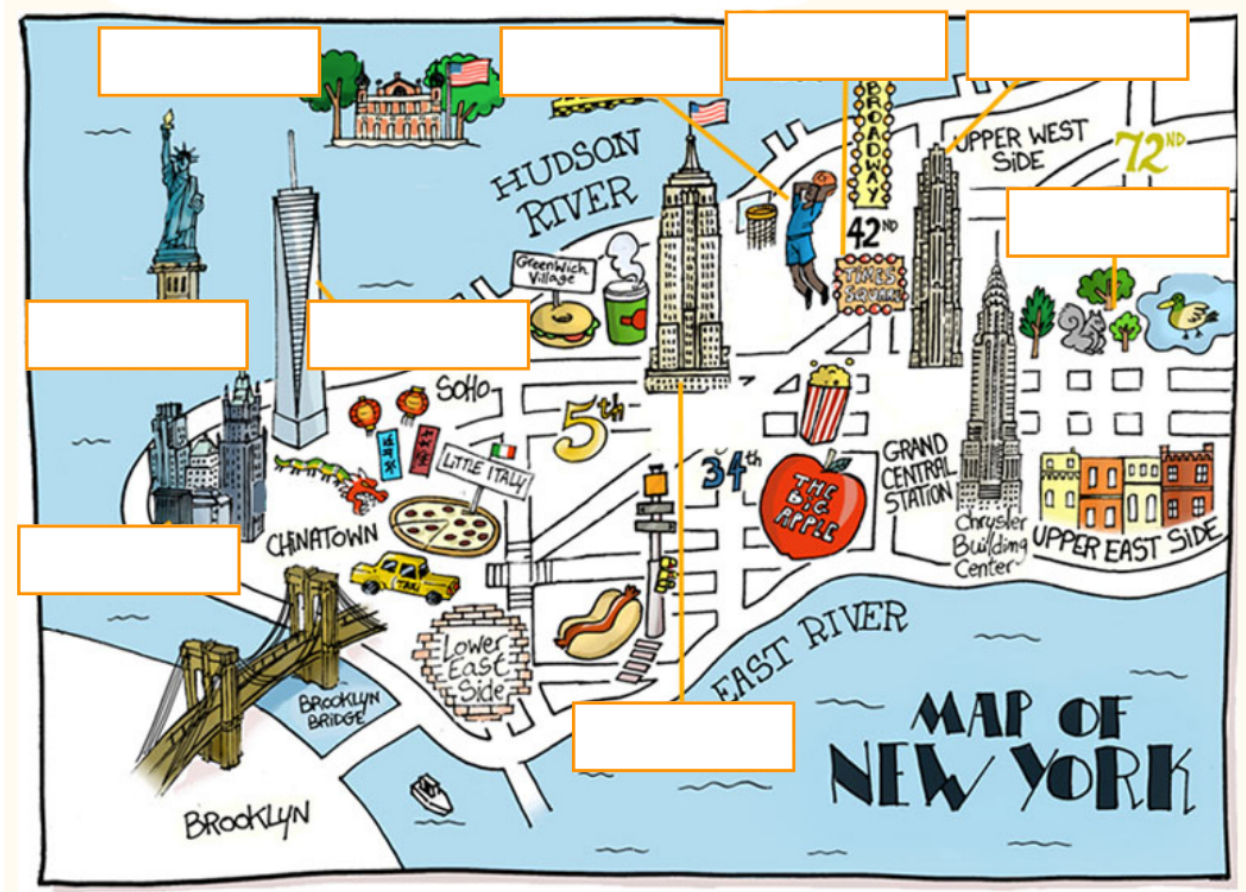 BROADWAY
HUDSON
RIVER
UPPER WEST
SIDE
72ND
42ND
TIMES
SQUARE
Greenwich
Village
SOHO
5th
LITTLE ITALY
34th
THE
BIG
APPLE
GRAND
CENTRAL
STATION
CHINATOWN
TAXI
Chrysler
Building
Center
UPPER EAST SIDE
Lower
East
Side
EAST RIVER
BROOKLYN
BRIDGE
MAP OF
NEW YORK
BROOKLYN